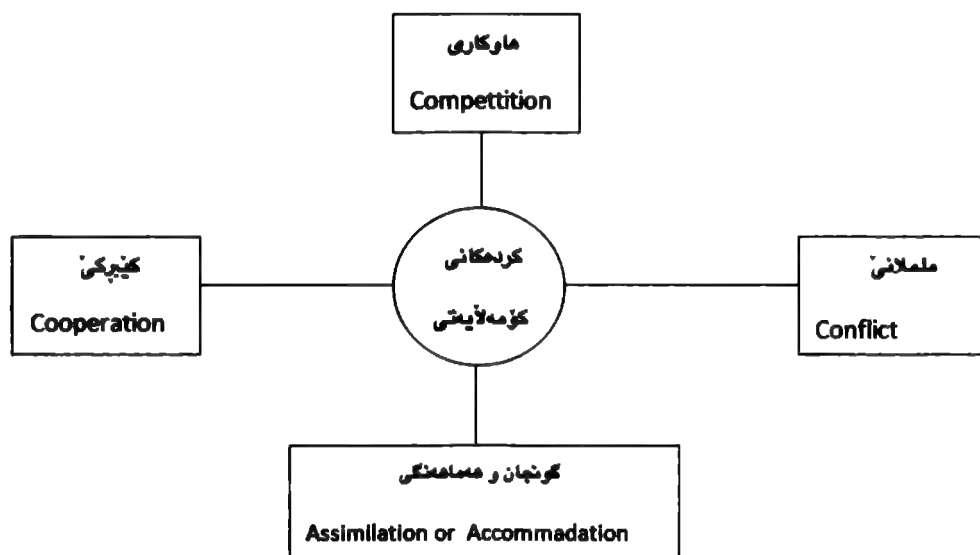 هاوکاری
Compettition
کێبڕکێ
Cooperation
کردەکانی
کۆمەڵایەتی
ململانێ
Conflict
گونجان و هەماهەنگی
Assimilation or Accommadation